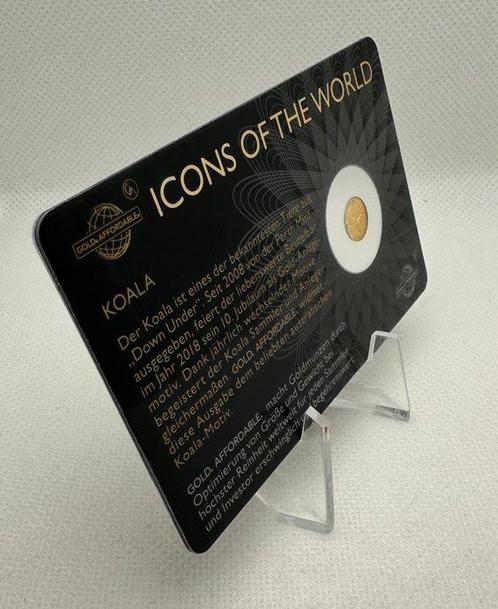 ICONS OF THE WORLD
GOLD. AFFORDABLE.
KOALA
Der Koala ist eines der bekanntesten Tiere aus
„Down Under“. Seit 2008 von der Perth Mint
ausgegeben, feiert der liebenswerte
im Jahr 2018 sein 10. Jubiläum als Gold-Anlage-
motiv. Dank jährlich wechselnder Motive
begeistert der Koala Sammler und Anleger
gleichermaßen. GOLD. AFFORDABLE. widmet
diese Ausgabe dem beliebten australischen
Koala-Motiv.
GOLD. AFFORDABLE. macht Goldmünzen durch
Optimierung von Größe und Gewicht bei
höchster Reinheit weltweit für jeden Sammler
und Investor erschwinglich und begehrenswert.